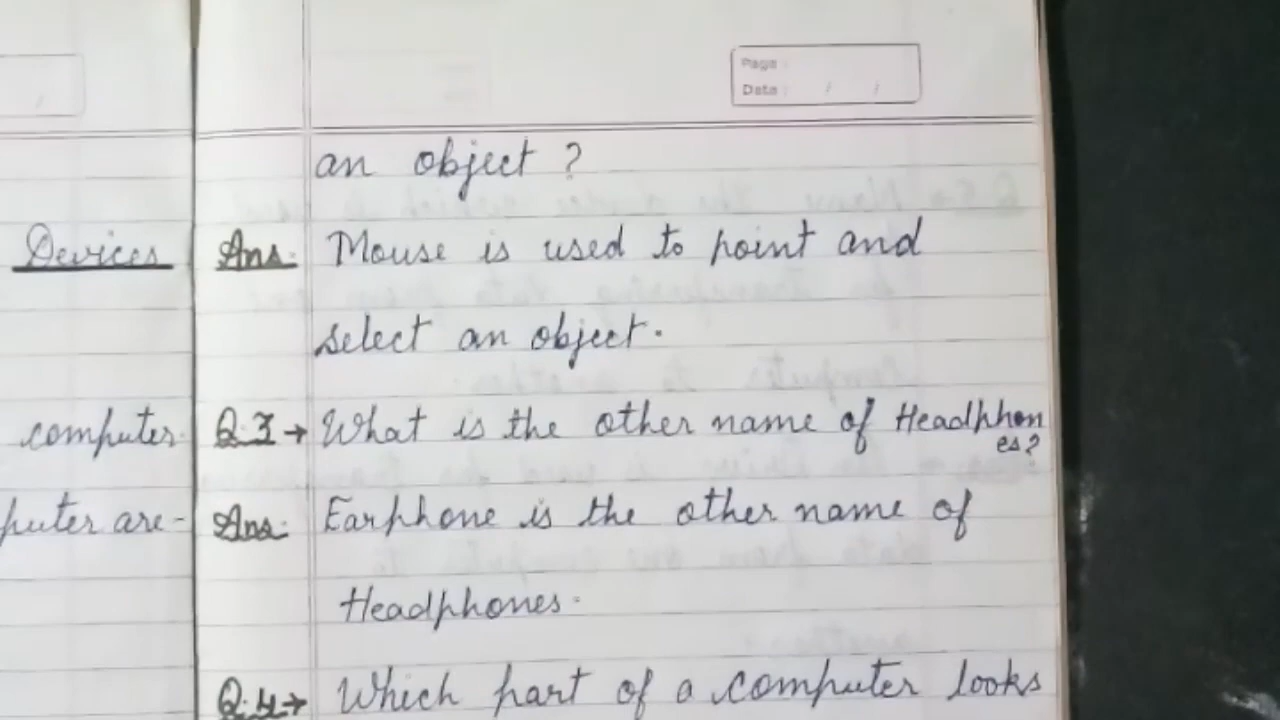 Page :
Date : / /
an object ?
Devices
Ans. Mouse is used to point and
select an object.
computer.
Q.3 → What is the other name of Headphon
es?
puter are -
Ans. Earphone is the other name of
Headphones.
Q.4 → Which part of a computer looks